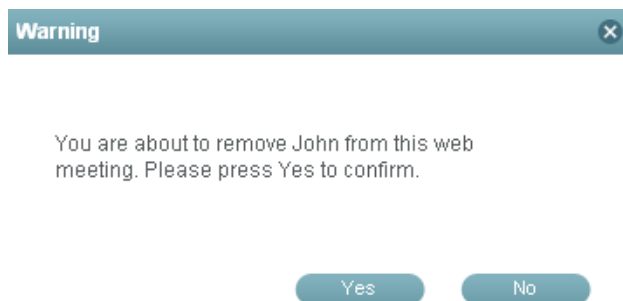 Warning
You are about to remove John from this web
meeting. Please press Yes to confirm.
Yes No